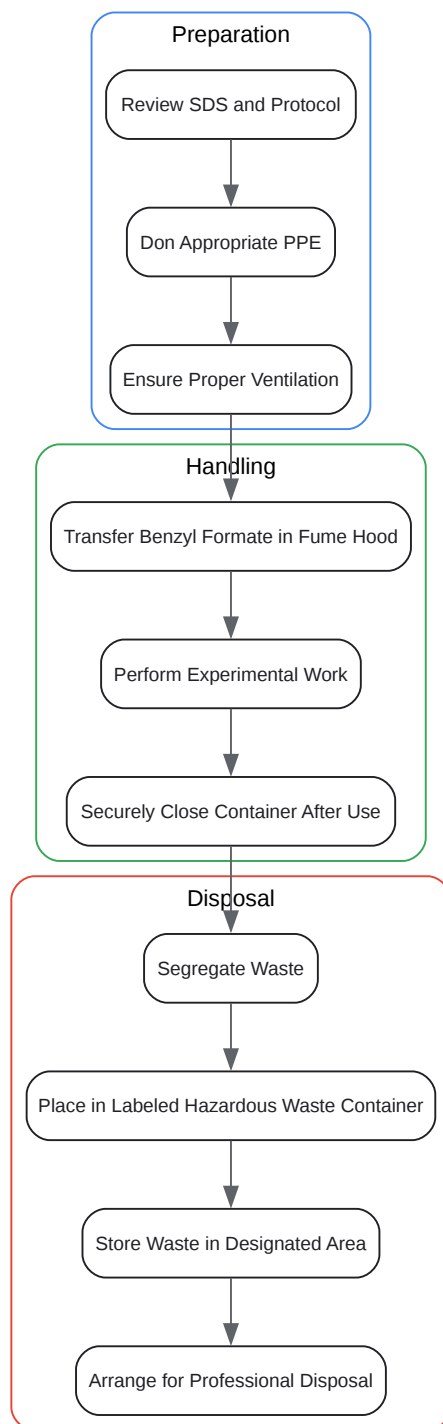 Preparation
Review SDS and Protocol
Don Appropriate PPE
Ensure Proper Ventilation
Handling
Transfer Benzyl Formate in Fume Hood
Perform Experimental Work
Securely Close Container After Use
Disposal
Segregate Waste
Place in Labeled Hazardous Waste Container
Store Waste in Designated Area
Arrange for Professional Disposal